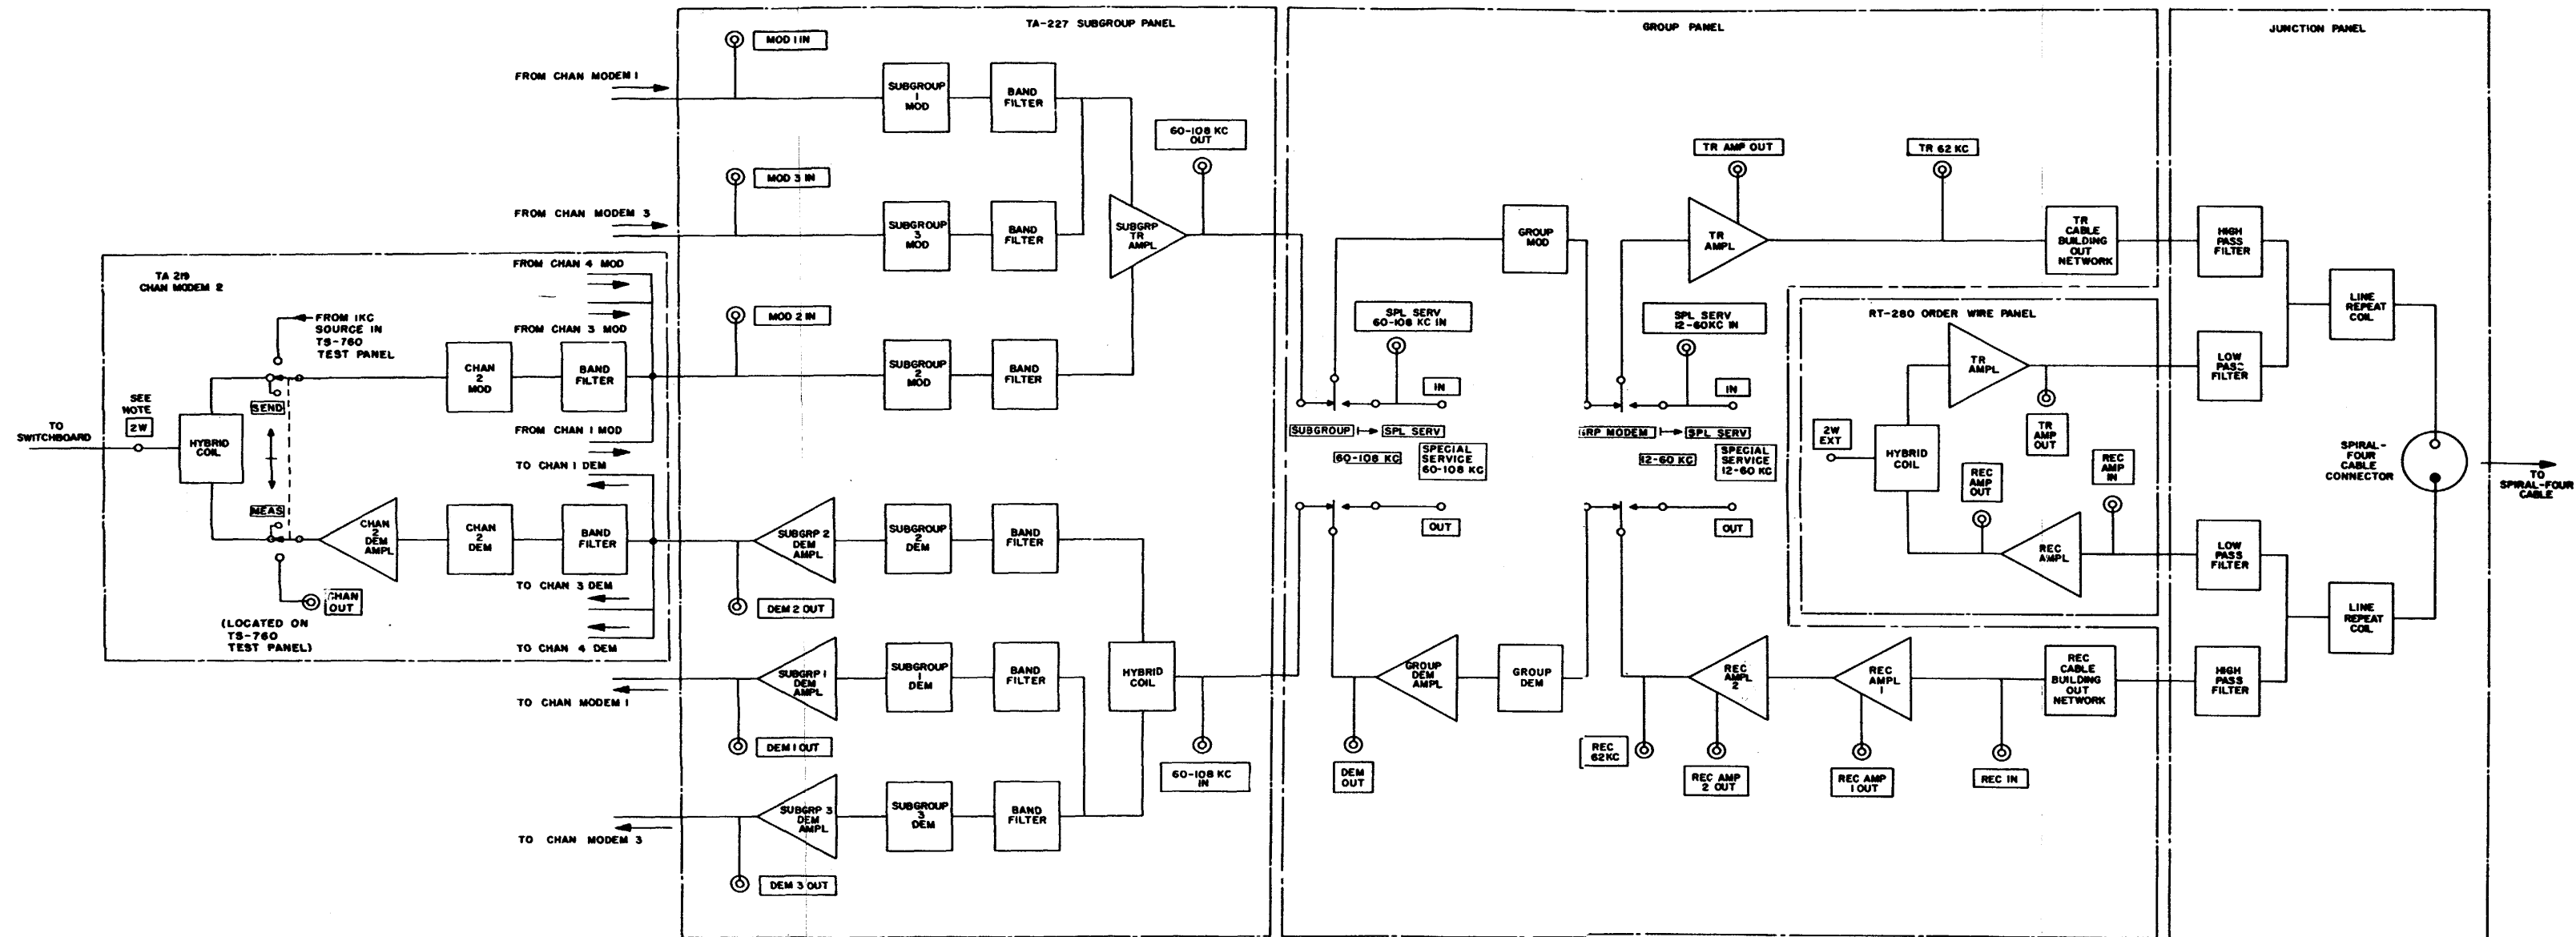 TA-227 SUBGROUP PANEL
GROUP PANEL
JUNCTION PANEL
MOD 1 IN
FROM CHAN MODEM 1
SUBGROUP
1
MOD
BAND
FILTER
60-108 KC
OUT
MOD 3 IN
FROM CHAN MODEM 3
SUBGROUP
3
MOD
BAND
FILTER
SUBGRP
TR
AMPL
TR AMP OUT
TR 62 KC
GROUP
MOD
TR
AMPL
TR
CABLE
BUILDING
OUT
NETWORK
HIGH
PASS
FILTER
LINE
REPEAT
COIL
TA 219
CHAN MODEM 2
FROM CHAN 4 MOD
FROM 1KC
SOURCE IN
TS-760
TEST PANEL
FROM CHAN 3 MOD
MOD 2 IN
CHAN
2
MOD
BAND
FILTER
SUBGROUP
2
MOD
BAND
FILTER
SPL SERV
60-108 KC IN
IN
SPL SERV
12-60KC IN
IN
RT-280 ORDER WIRE PANEL
TR
AMPL
LOW
PASS
FILTER
SEE
NOTE
2W
TO
SWITCHBOARD
HYBRID
COIL
SEND
MEAS
FROM CHAN 1 MOD
TO CHAN 1 DEM
SUBGROUP
SPL SERV
60-108 KC
SPECIAL
SERVICE
60-108 KC
GRP MODEM
SPL SERV
12-60 KC
SPECIAL
SERVICE
12-60 KC
2W
EXT
HYBRID
COIL
TR
AMP
OUT
REC
AMP
OUT
REC
AMP
IN
SPIRAL-
FOUR
CABLE
CONNECTOR
TO
SPIRAL-FOUR
CABLE
CHAN
2
DEM
AMPL
CHAN
2
DEM
BAND
FILTER
SUBGRP 2
DEM
AMPL
SUBGROUP
2
DEM
BAND
FILTER
OUT
OUT
REC
AMPL
LOW
PASS
FILTER
TO CHAN 3 DEM
CHAN
OUT
(LOCATED ON
TS-760
TEST PANEL)
TO CHAN 4 DEM
DEM 2 OUT
LINE
REPEAT
COIL
SUBGRP 1
DEM
AMPL
SUBGROUP
1
DEM
BAND
FILTER
HYBRID
COIL
GROUP
DEM
AMPL
GROUP
DEM
REC
AMPL
2
REC
AMPL
1
REC
CABLE
BUILDING
OUT
NETWORK
HIGH
PASS
FILTER
TO CHAN MODEM 1
DEM 1 OUT
60-108 KC
IN
DEM
OUT
REC
62KC
REC AMP
2 OUT
REC AMP
1 OUT
REC IN
SUBGRP 3
DEM
AMPL
SUBGROUP
3
DEM
BAND
FILTER
TO CHAN MODEM 3
DEM 3 OUT